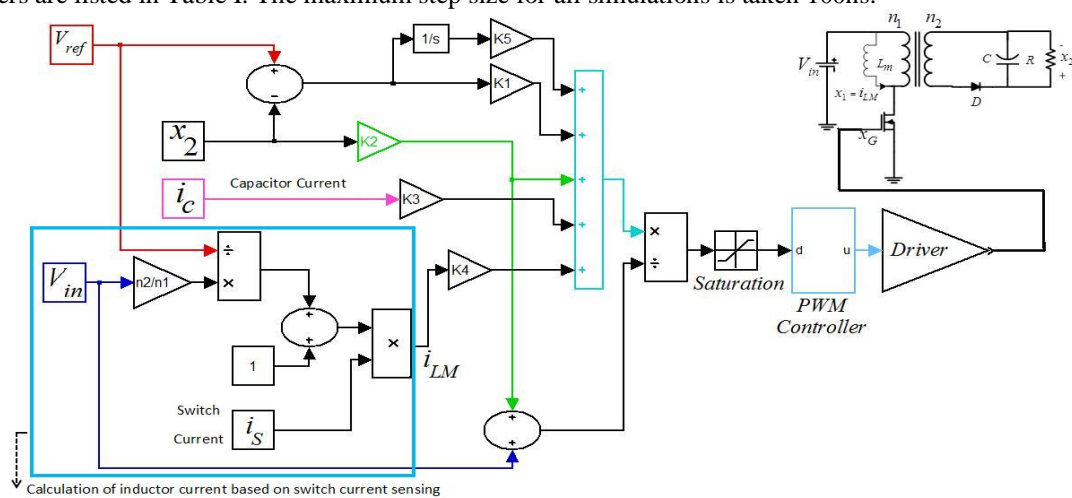 ers are listed in Table I. The maximum step size for all simulations is taken 100ns.
V_ref
+
−
1/s
K5
K1
x_2
K2
i_C
Capacitor Current
K3
+
+
+
+
+
V_in
n2/n1
÷
×
+
+
1
×
i_LM
K4
Switch
Current
i_S
+
+
×
÷
Saturation
d
u
PWM
Controller
Driver
n_1
n_2
V_in
+
L_m
x_1 = i_LM
x_G
D
C
R
-
x_2
+
Calculation of inductor current based on switch current sensing